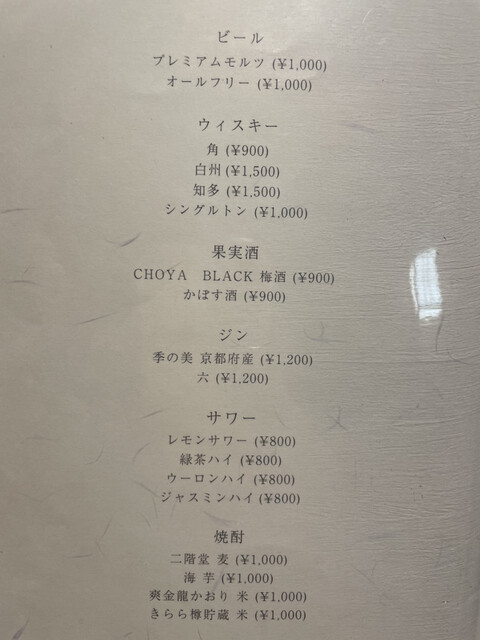 ビール
プレミアムモルツ (¥1,000)
オールフリー (¥1,000)
ウィスキー
角 (¥900)
白州 (¥1,500)
知多 (¥1,500)
シングルトン (¥1,000)
果実酒
CHOYA BLACK 梅酒 (¥900)
かぼす酒 (¥900)
ジン
季の美 京都府産 (¥1,200)
六 (¥1,200)
サワー
レモンサワー (¥800)
緑茶ハイ (¥800)
ウーロンハイ (¥800)
ジャスミンハイ (¥800)
焼酎
二階堂 麦 (¥1,000)
海 芋 (¥1,000)
爽金龍かおり 米 (¥1,000)
きらら樽貯蔵 米 (¥1,000)